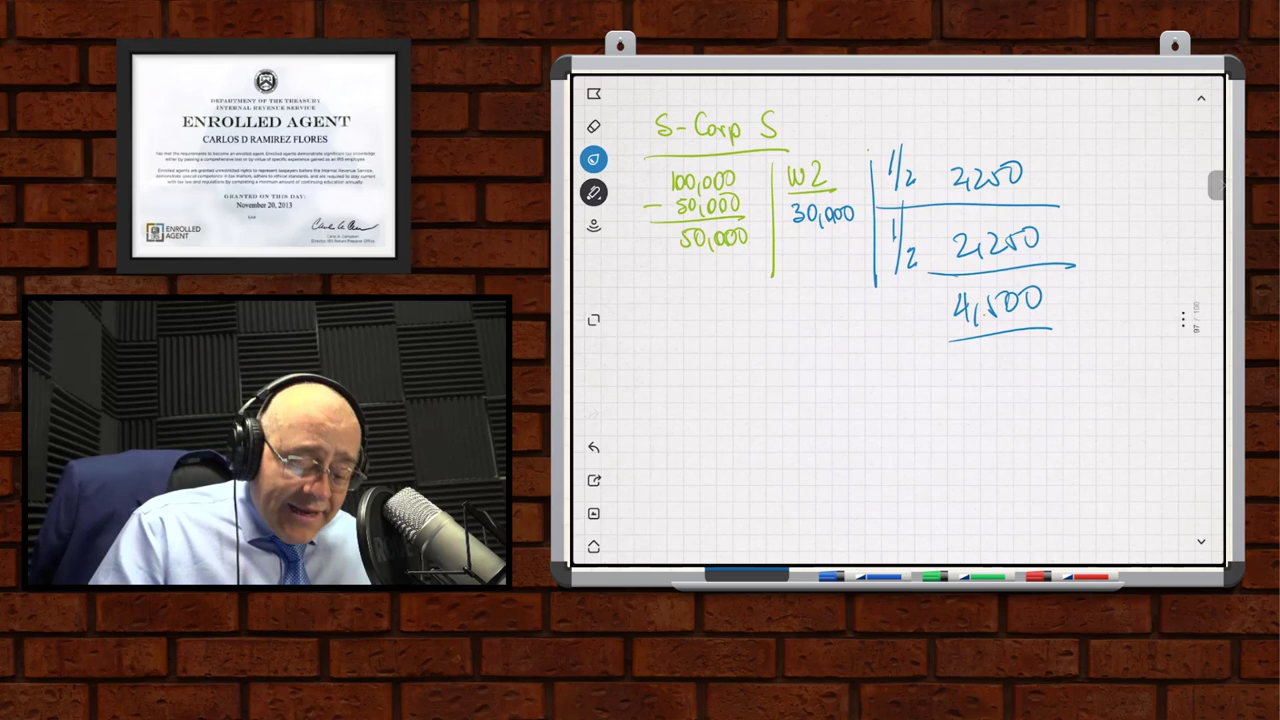 DEPARTMENT OF THE TREASURY
INTERNAL REVENUE SERVICE
ENROLLED AGENT
CARLOS D RAMIREZ FLORES
GRANTED ON THIS DAY:
November 20, 2013
ENROLLED
AGENT
S-Corp S
100,000
- 50,000
50,000
W2
30,000
1/2 2,250
1/2 2,250
4,500
97 / 100